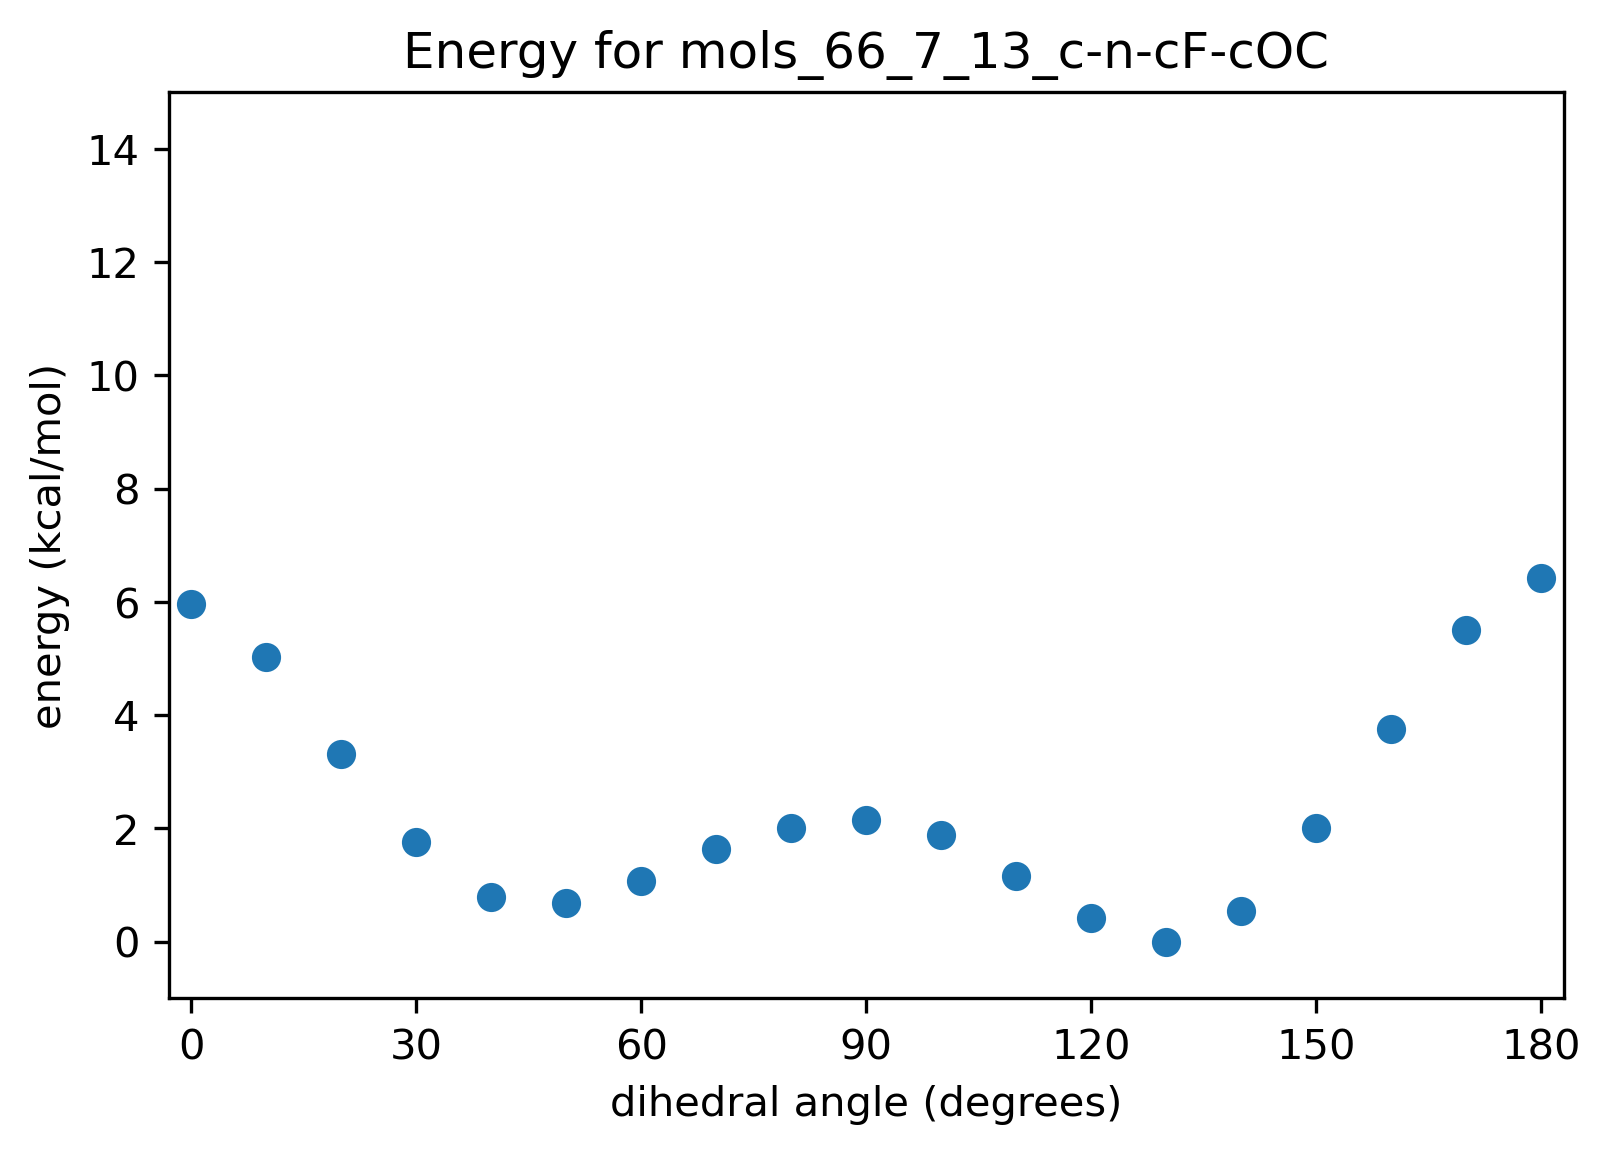 Energy for mols_66_7_13_c-n-cF-cOC
14
12
10
8
6
4
2
0
energy (kcal/mol)
0 30 60 90 120 150 180
dihedral angle (degrees)